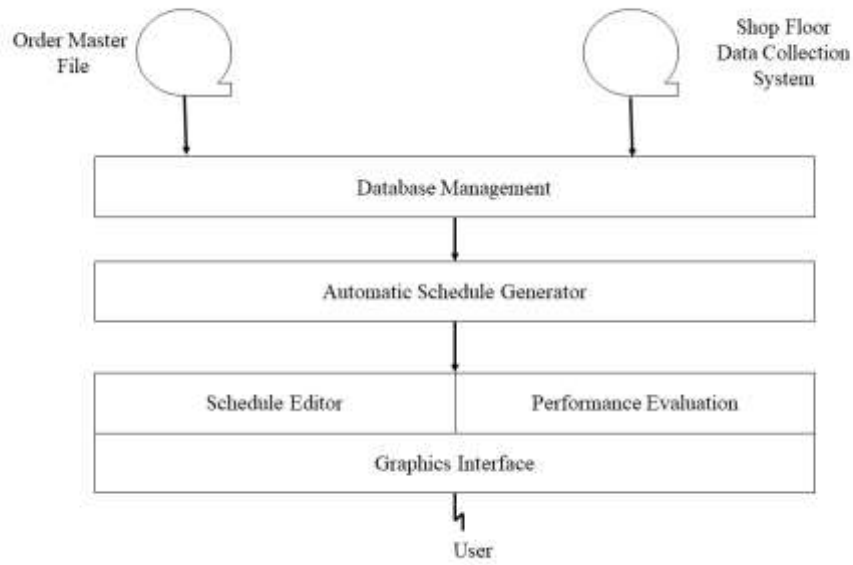 Order Master
File
Shop Floor
Data Collection
System
Database Management
Automatic Schedule Generator
Schedule Editor
Performance Evaluation
Graphics Interface
User